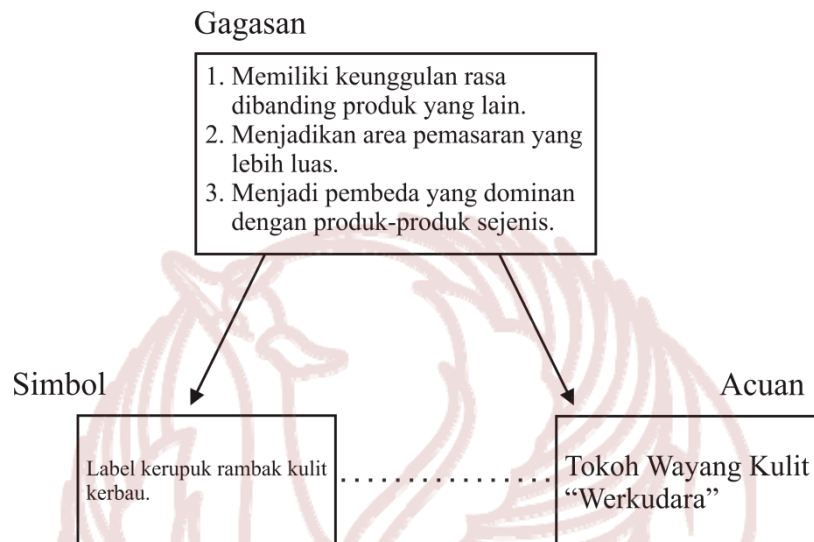 Gagasan
1. Memiliki keunggulan rasa
dibanding produk yang lain.
2. Menjadikan area pemasaran yang
lebih luas.
3. Menjadi pembeda yang dominan
dengan produk-produk sejenis.
Simbol
Acuan
Label kerupuk rambak kulit
kerbau.
Tokoh Wayang Kulit
“Werkudara”